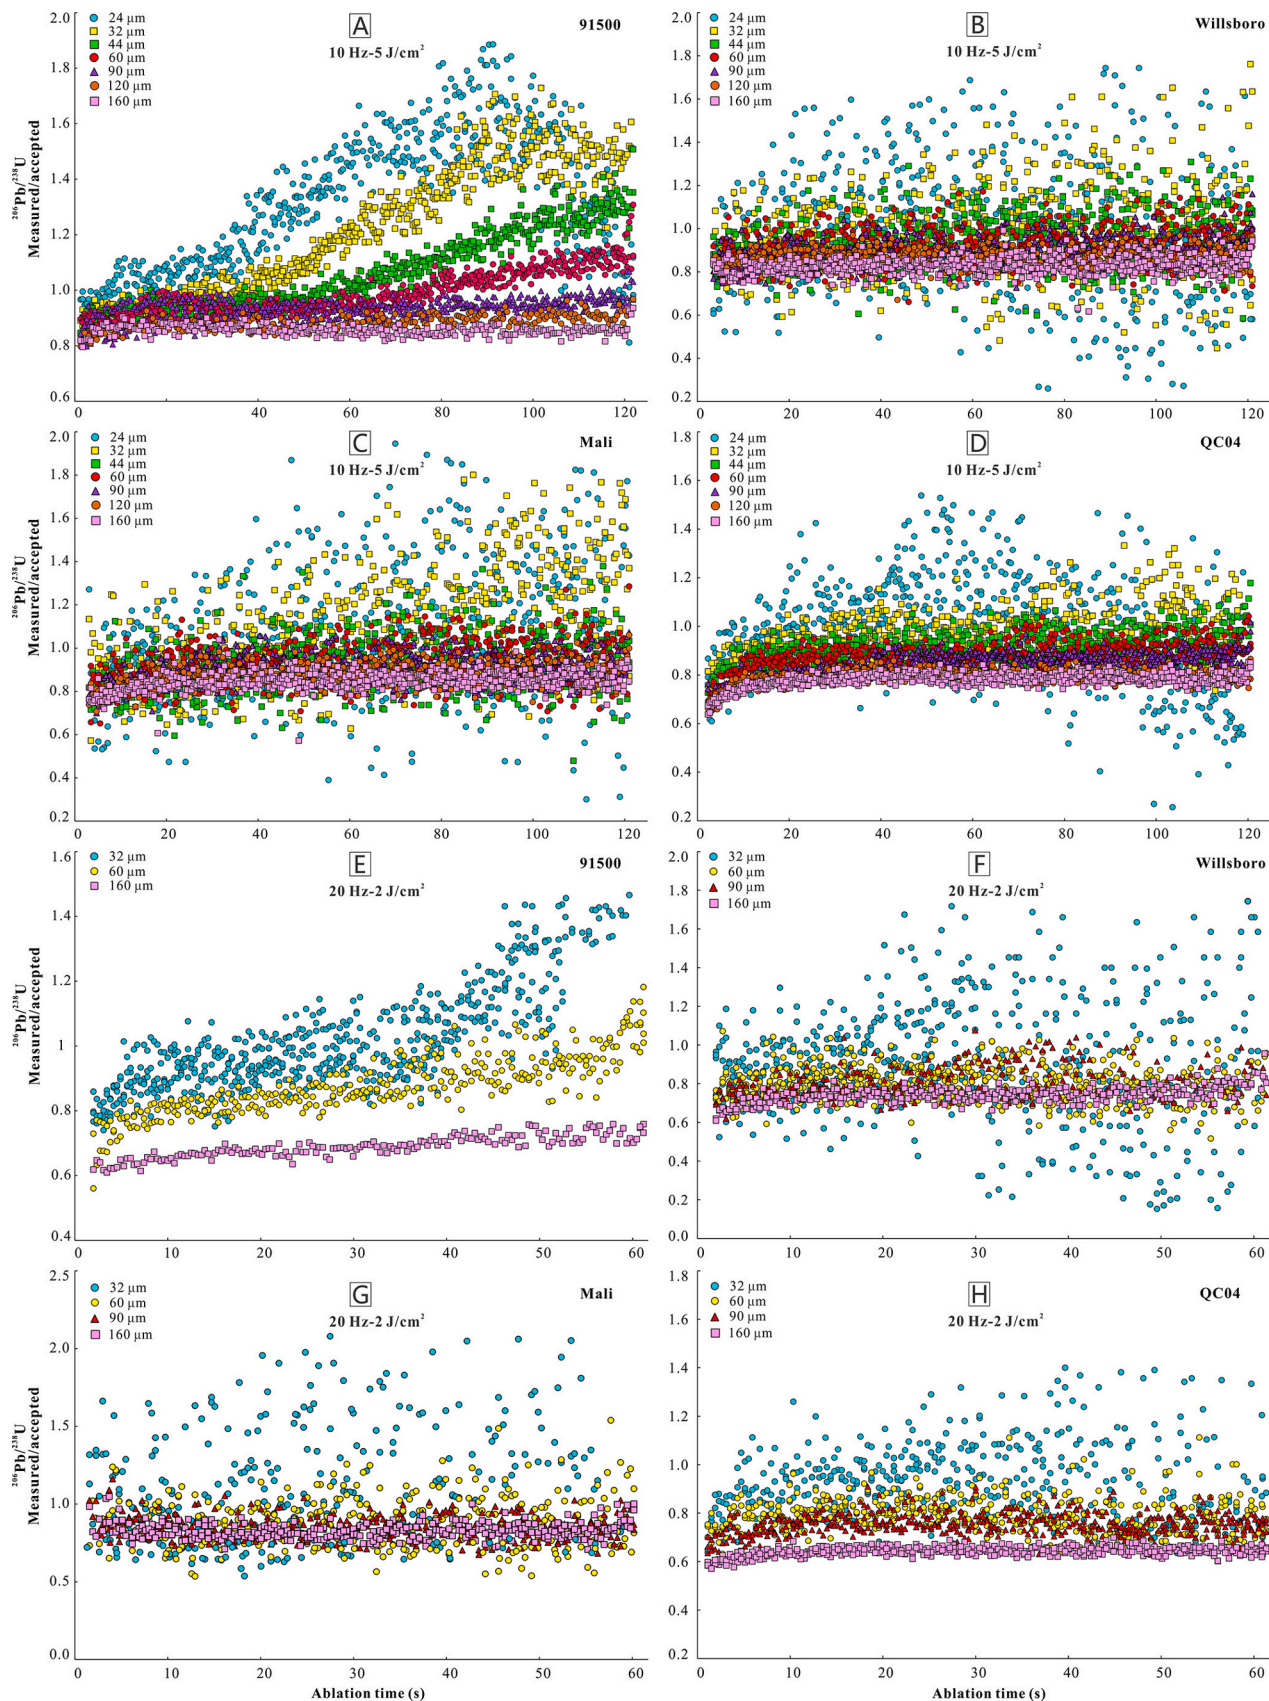 A
91500
10 Hz-5 J/cm²
24 µm
32 µm
44 µm
60 µm
90 µm
120 µm
160 µm
²⁰⁶Pb/²³⁸U
Measured/accepted
2.0
1.8
1.6
1.4
1.2
1.0
0.8
0.6
0 20 40 60 80 100 120
B
Willsboro
10 Hz-5 J/cm²
24 µm
32 µm
44 µm
60 µm
90 µm
120 µm
160 µm
2.0
1.8
1.6
1.4
1.2
1.0
0.8
0.6
0.4
0.2
0 20 40 60 80 100 120
C
Mali
10 Hz-5 J/cm²
24 µm
32 µm
44 µm
60 µm
90 µm
120 µm
160 µm
²⁰⁶Pb/²³⁸U
Measured/accepted
2.0
1.8
1.6
1.4
1.2
1.0
0.8
0.6
0.4
0.2
0 20 40 60 80 100 120
D
QC04
10 Hz-5 J/cm²
24 µm
32 µm
44 µm
60 µm
90 µm
120 µm
160 µm
1.8
1.6
1.4
1.2
1.0
0.8
0.6
0.4
0.2
0 20 40 60 80 100 120
E
91500
20 Hz-2 J/cm²
32 µm
60 µm
160 µm
²⁰⁶Pb/²³⁸U
Measured/accepted
1.6
1.4
1.2
1
0.8
0.6
0.4
0 10 20 30 40 50 60
F
Willsboro
20 Hz-2 J/cm²
32 µm
60 µm
90 µm
160 µm
2.0
1.8
1.6
1.4
1.2
1.0
0.8
0.6
0.4
0.2
0.0
0 10 20 30 40 50 60
G
Mali
20 Hz-2 J/cm²
32 µm
60 µm
90 µm
160 µm
²⁰⁶Pb/²³⁸U
Measured/accepted
2.5
2.0
1.5
1.0
0.5
0.0
0 10 20 30 40 50 60
Ablation time (s)
H
QC04
20 Hz-2 J/cm²
32 µm
60 µm
90 µm
160 µm
1.8
1.6
1.4
1.2
1.0
0.8
0.6
0.4
0.2
0 10 20 30 40 50 60
Ablation time (s)